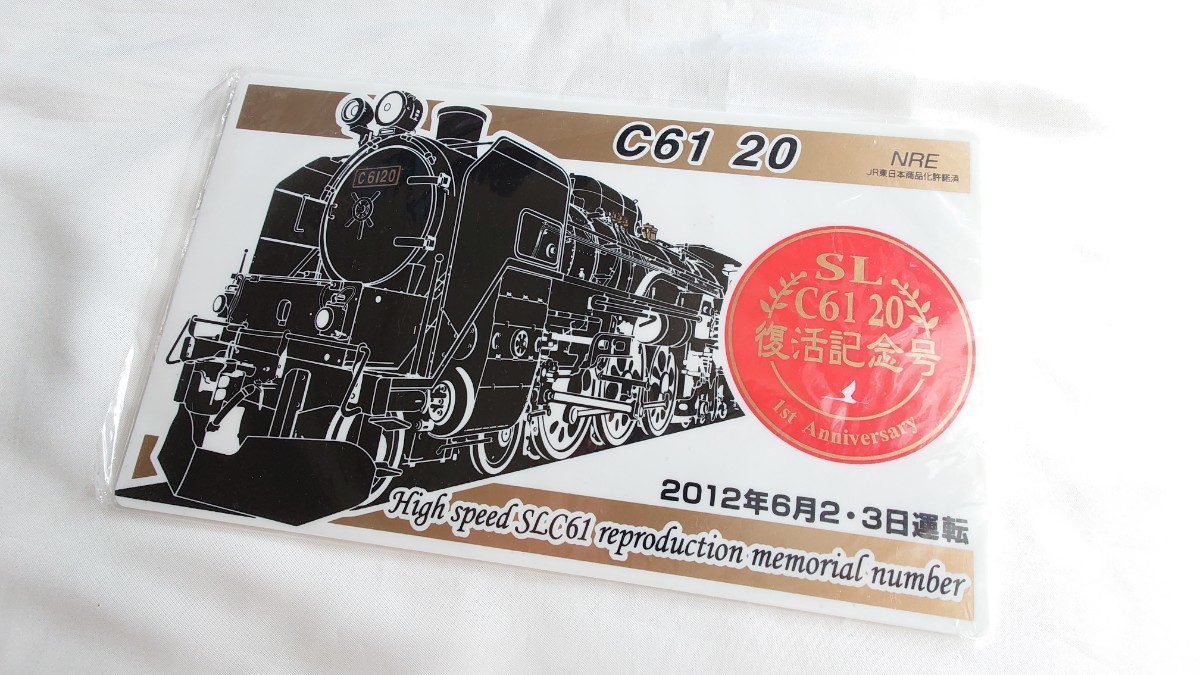 C61 20
NRE
JR東日本商品化許諾済
C6120
SL
C61 20
復活記念号
1st Anniversary
2012年6月2・3日運転
High speed SLC61 reproduction memorial number